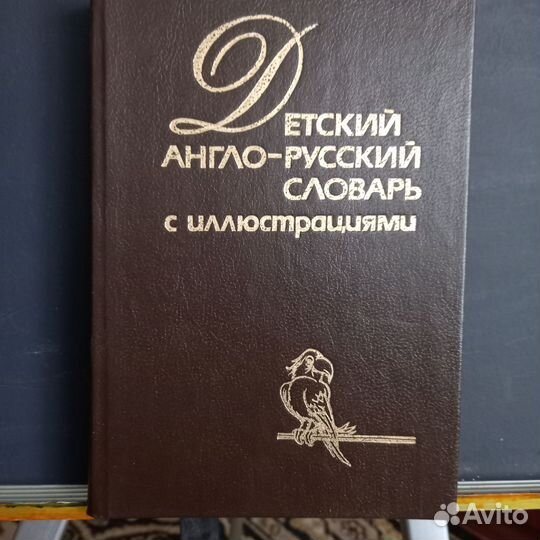 Детский
англо-русский
словарь
с иллюстрациями
Avito